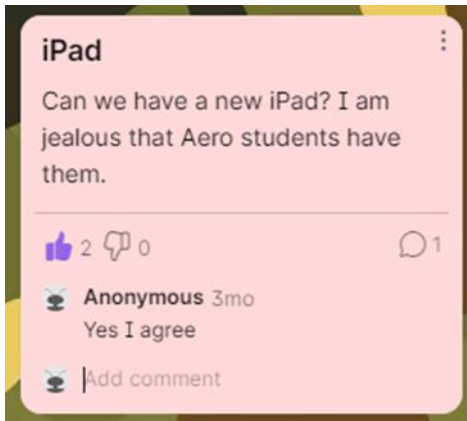 iPad
Can we have a new iPad? I am
jealous that Aero students have
them.
2 0 1
Anonymous 3mo
Yes I agree
Add comment